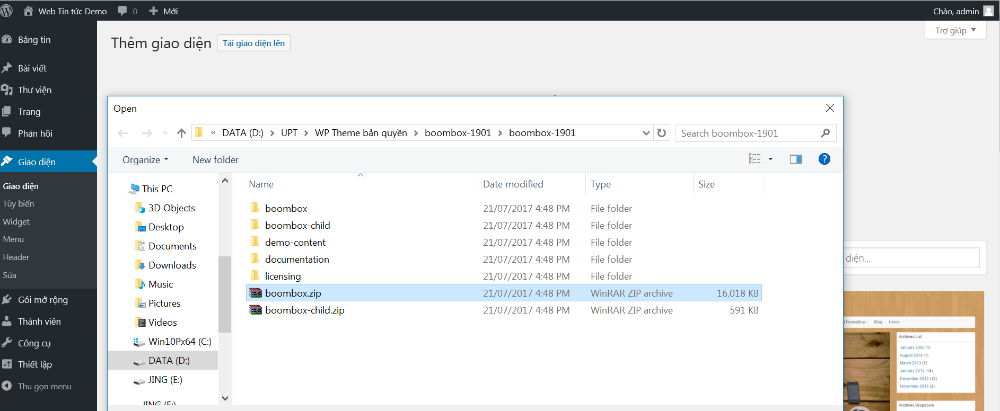 Web Tin tức Demo 0 Mới Chào, admin
Bảng tin
Bài viết
Thư viện
Trang
Phản hồi
Giao diện
Giao diện
Tùy biến
Widget
Menu
Header
Sửa
Gói mở rộng
Thành viên
Công cụ
Thiết lập
Thu gọn menu
Thêm giao diện Tải giao diện lên
Trợ giúp
Open
« DATA (D:) > UPT > WP Theme bản quyền > boombox-1901 > boombox-1901
Search boombox-1901
Organize New folder
This PC
3D Objects
Desktop
Documents
Downloads
Music
Pictures
Videos
Win10Px64 (C:)
DATA (D:)
JING (E:)
JING (E:)
Name Date modified Type Size
boombox 21/07/2017 4:48 PM File folder
boombox-child 21/07/2017 4:48 PM File folder
demo-content 21/07/2017 4:48 PM File folder
documentation 21/07/2017 4:48 PM File folder
licensing 21/07/2017 4:48 PM File folder
boombox.zip 21/07/2017 4:48 PM WinRAR ZIP archive 16,018 KB
boombox-child.zip 21/07/2017 4:48 PM WinRAR ZIP archive 591 KB
diện...
t Formatting Blog Home
Archives List
January 2050 (1)
August 2014 (1)
March 2013 (7)
January 2013 (14)
December 2012 (12)
November 2012 (2)
Archives Dropdown